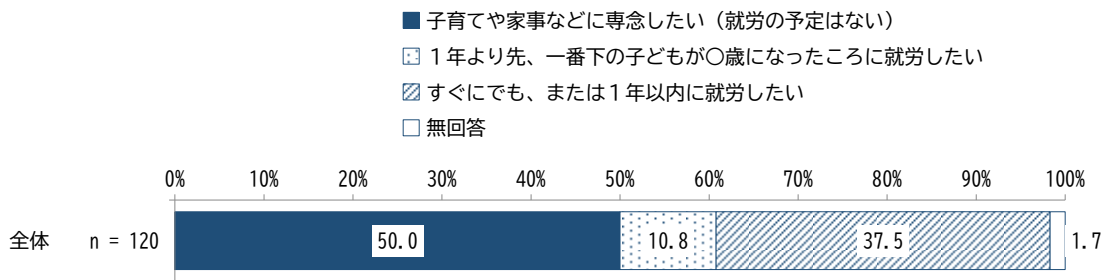 子育てや家事などに専念したい（就労の予定はない）
１年より先、一番下の子どもが〇歳になったころに就労したい
すぐにでも、または１年以内に就労したい
無回答
0% 10% 20% 30% 40% 50% 60% 70% 80% 90% 100%
全体 n = 120 50.0 10.8 37.5 1.7